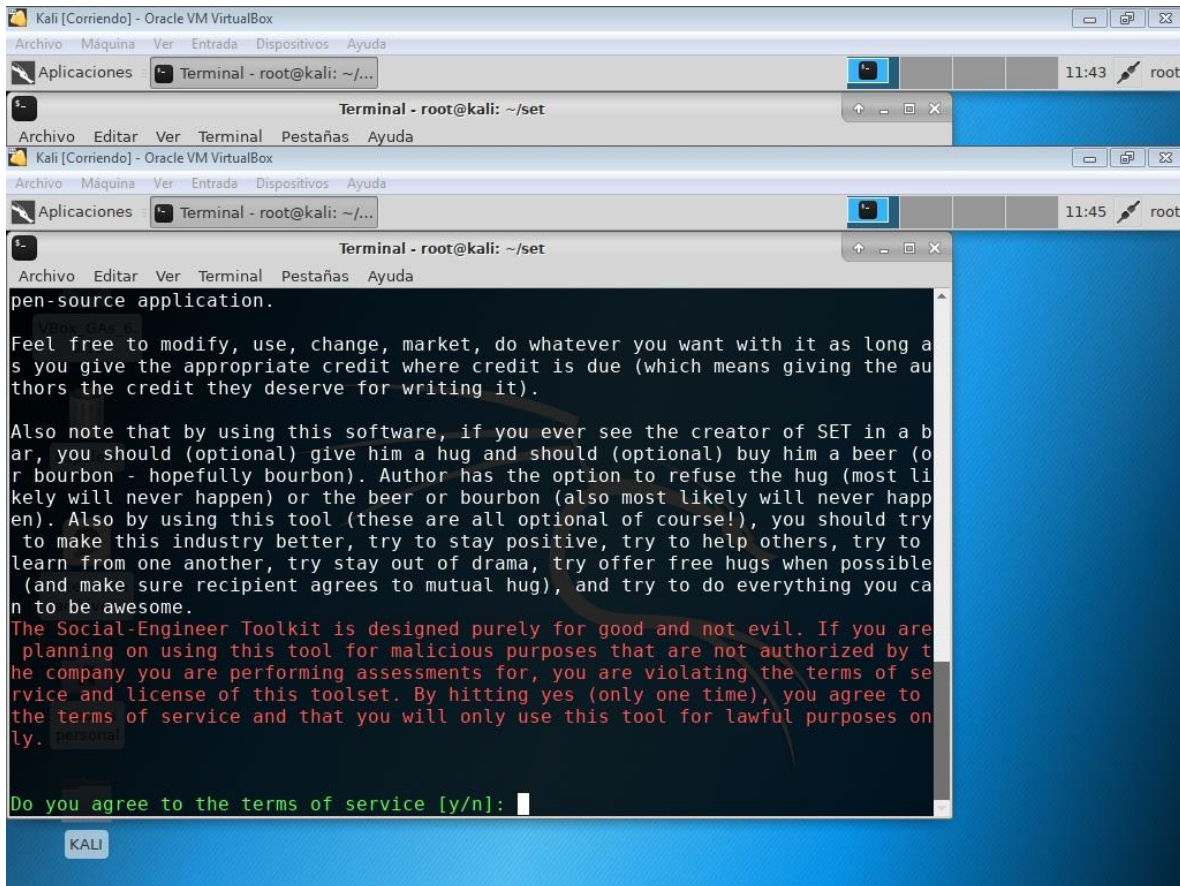 Kali [Corriendo] - Oracle VM VirtualBox
Archivo Máquina Ver Entrada Dispositivos Ayuda
Aplicaciones Terminal - root@kali: ~/... 11:43 root
Terminal - root@kali: ~/set
Archivo Editar Ver Terminal Pestañas Ayuda
Kali [Corriendo] - Oracle VM VirtualBox
Archivo Máquina Ver Entrada Dispositivos Ayuda
Aplicaciones Terminal - root@kali: ~/... 11:45 root
Terminal - root@kali: ~/set
Archivo Editar Ver Terminal Pestañas Ayuda
pen-source application.
VBox_GAs_6.
Feel free to modify, use, change, market, do whatever you want with it as long a
s you give the appropriate credit where credit is due (which means giving the au
thors the credit they deserve for writing it).
Also note that by using this software, if you ever see the creator of SET in a b
ar, you should (optional) give him a hug and should (optional) buy him a beer (o
r bourbon - hopefully bourbon). Author has the option to refuse the hug (most li
kely will never happen) or the beer or bourbon (also most likely will never happ
en). Also by using this tool (these are all optional of course!), you should try
to make this industry better, try to stay positive, try to help others, try to
learn from one another, try stay out of drama, try offer free hugs when possible
(and make sure recipient agrees to mutual hug), and try to do everything you ca
n to be awesome.
The Social-Engineer Toolkit is designed purely for good and not evil. If you are
planning on using this tool for malicious purposes that are not authorized by t
he company you are performing assessments for, you are violating the terms of se
rvice and license of this toolset. By hitting yes (only one time), you agree to
the terms of service and that you will only use this tool for lawful purposes on
ly. personal
Do you agree to the terms of service [y/n]:
KALI